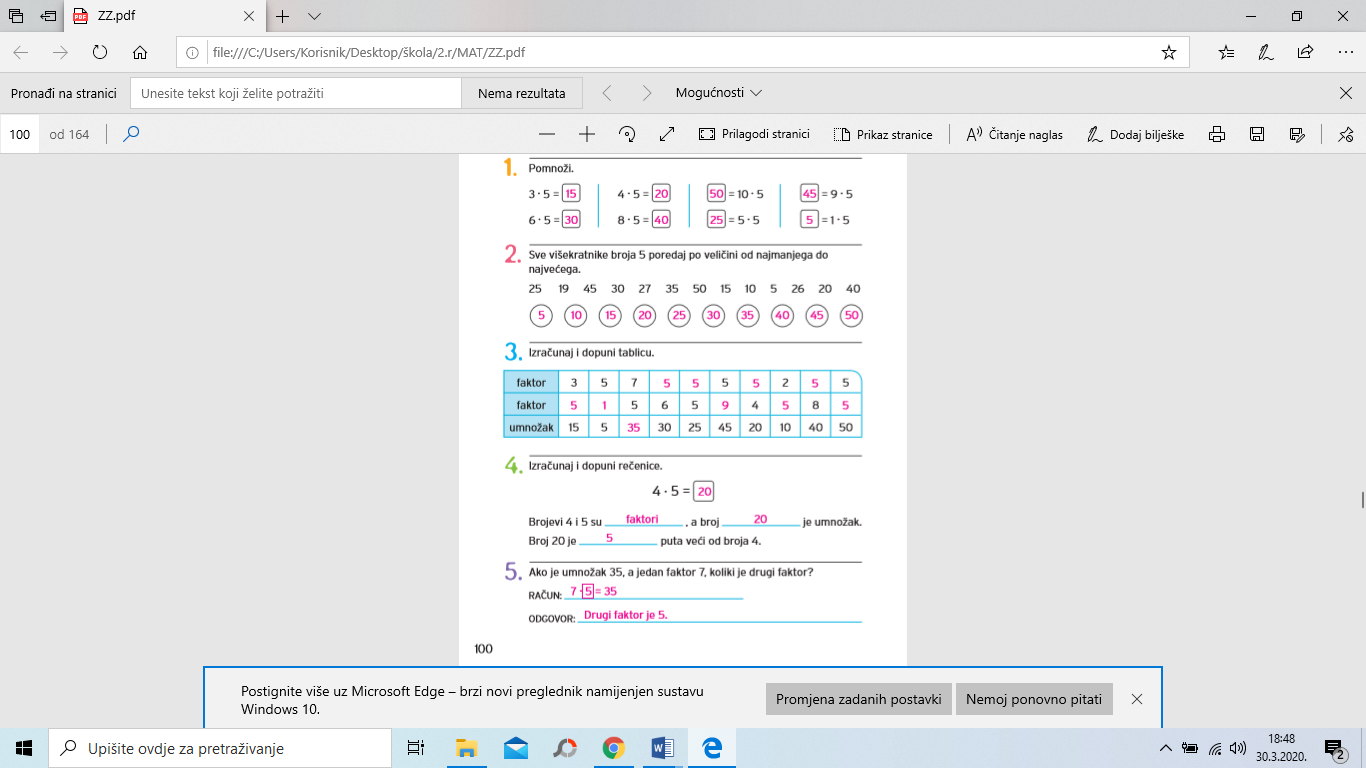 ZZ.pdf
file:///C:/Users/Korisnik/Desktop/škola/2.r/MAT/ZZ.pdf
Pronađi na stranici
Unesite tekst koji želite potražiti
Nema rezultata
Mogućnosti
100 od 164
Prilagodi stranici
Prikaz stranice
Čitanje naglas
Dodaj bilješke
1. Pomnoži.
3 · 5 = 15 4 · 5 = 20 50 = 10 · 5 45 = 9 · 5
6 · 5 = 30 8 · 5 = 40 25 = 5 · 5 5 = 1 · 5
2. Sve višekratnike broja 5 poredaj po veličini od najmanjega do
najvećega.
25 19 45 30 27 35 50 15 10 5 26 20 40
5 10 15 20 25 30 35 40 45 50
3. Izračunaj i dopuni tablicu.
faktor 3 5 7 5 5 5 5 2 5 5
faktor 5 1 5 6 5 9 4 5 8 5
umnožak 15 5 35 30 25 45 20 10 40 50
4. Izračunaj i dopuni rečenice.
4 · 5 = 20
Brojevi 4 i 5 su faktori, a broj 20 je umnožak.
Broj 20 je 5 puta veći od broja 4.
5. Ako je umnožak 35, a jedan faktor 7, koliki je drugi faktor?
RAČUN: 7 · 5 = 35
ODGOVOR: Drugi faktor je 5.
100
Postignite više uz Microsoft Edge – brzi novi preglednik namijenjen sustavu
Windows 10.
Promjena zadanih postavki
Nemoj ponovno pitati
Upišite ovdje za pretraživanje
18:48
30.3.2020.
2